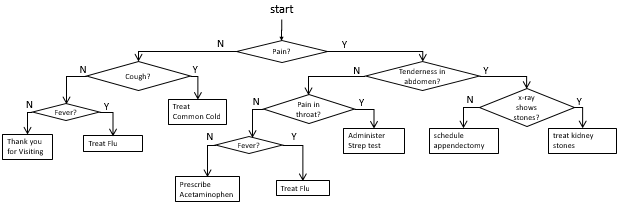 start
Pain?
N
Y
Cough?
N
Y
Tenderness in
abdomen?
N
Y
Fever?
N
Y
Treat
Common Cold
Pain in
throat?
N
Y
x-ray
shows
stones?
N
Y
Thank you
for Visiting
Treat Flu
Fever?
N
Y
Administer
Strep test
schedule
appendectomy
treat kidney
stones
Prescribe
Acetaminophen
Treat Flu